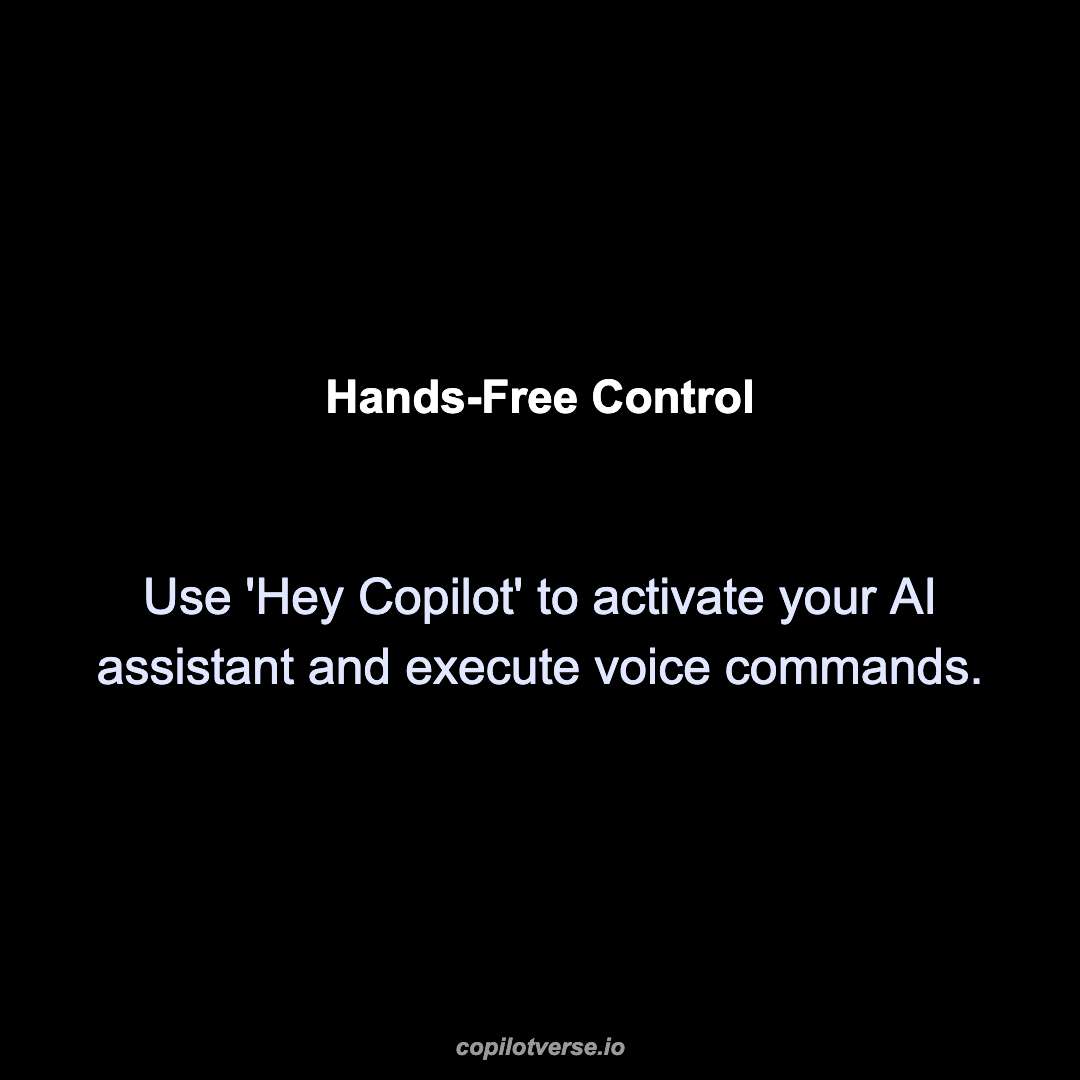 Hands-Free Control
Use 'Hey Copilot' to activate your AI
assistant and execute voice commands.
copilotverse.io